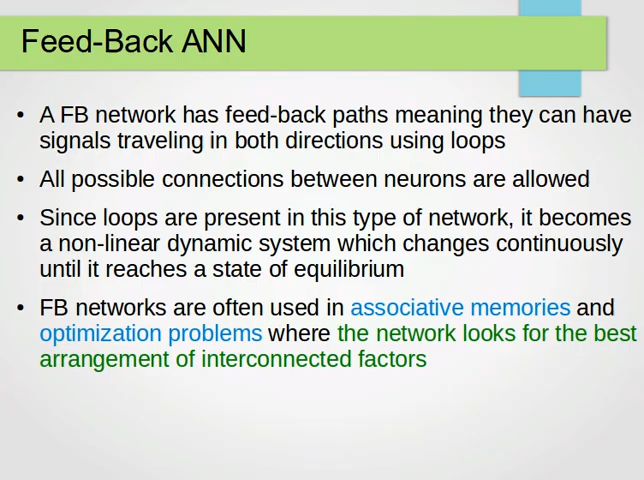 Feed-Back ANN
• A FB network has feed-back paths meaning they can have
signals traveling in both directions using loops
• All possible connections between neurons are allowed
• Since loops are present in this type of network, it becomes
a non-linear dynamic system which changes continuously
until it reaches a state of equilibrium
• FB networks are often used in associative memories and
optimization problems where the network looks for the best
arrangement of interconnected factors